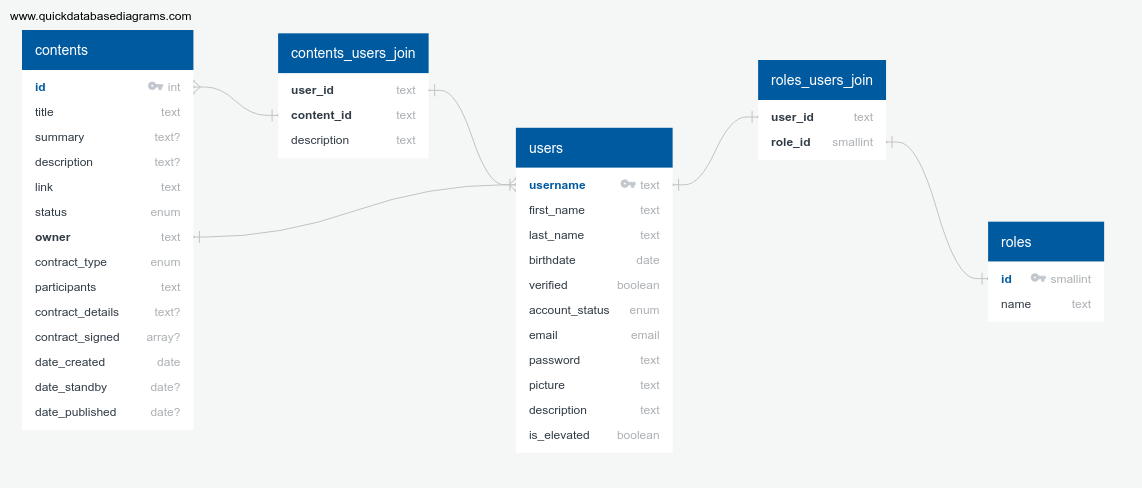 www.quickdatabasediagrams.com
contents
id int
title text
summary text?
description text?
link text
status enum
owner text
contract_type enum
participants text
contract_details text?
contract_signed array?
date_created date
date_standby date?
date_published date?
contents_users_join
user_id text
content_id text
description text
users
username text
first_name text
last_name text
birthdate date
verified boolean
account_status enum
email email
password text
picture text
description text
is_elevated boolean
roles_users_join
user_id text
role_id smallint
roles
id smallint
name text